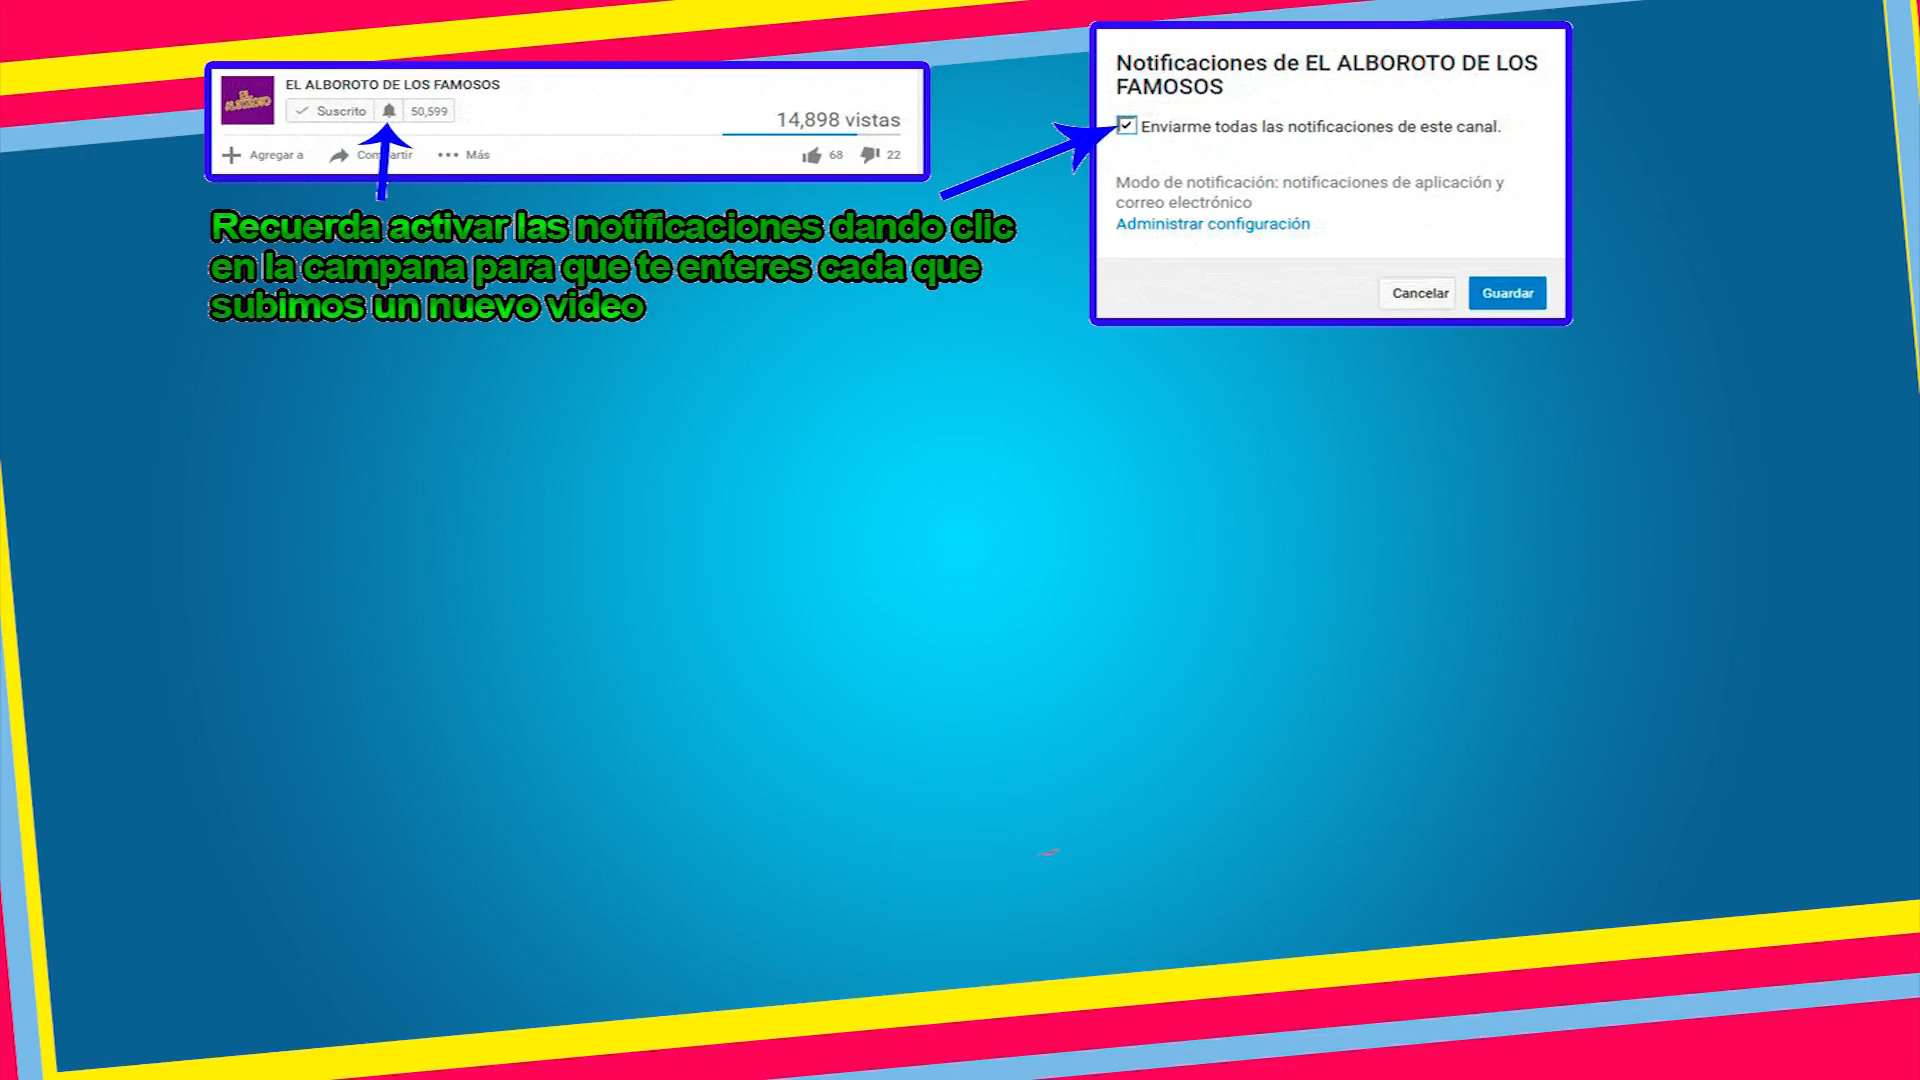 EL ALBOROTO DE LOS FAMOSOS
EL
ALBOROTO
Suscrito 50,599
14,898 vistas
Agregar a Compartir Más 68 22
Recuerda activar las notificaciones dando clic
en la campana para que te enteres cada que
subimos un nuevo video
Notificaciones de EL ALBOROTO DE LOS
FAMOSOS
Enviarme todas las notificaciones de este canal.
Modo de notificación: notificaciones de aplicación y
correo electrónico
Administrar configuración
Cancelar Guardar